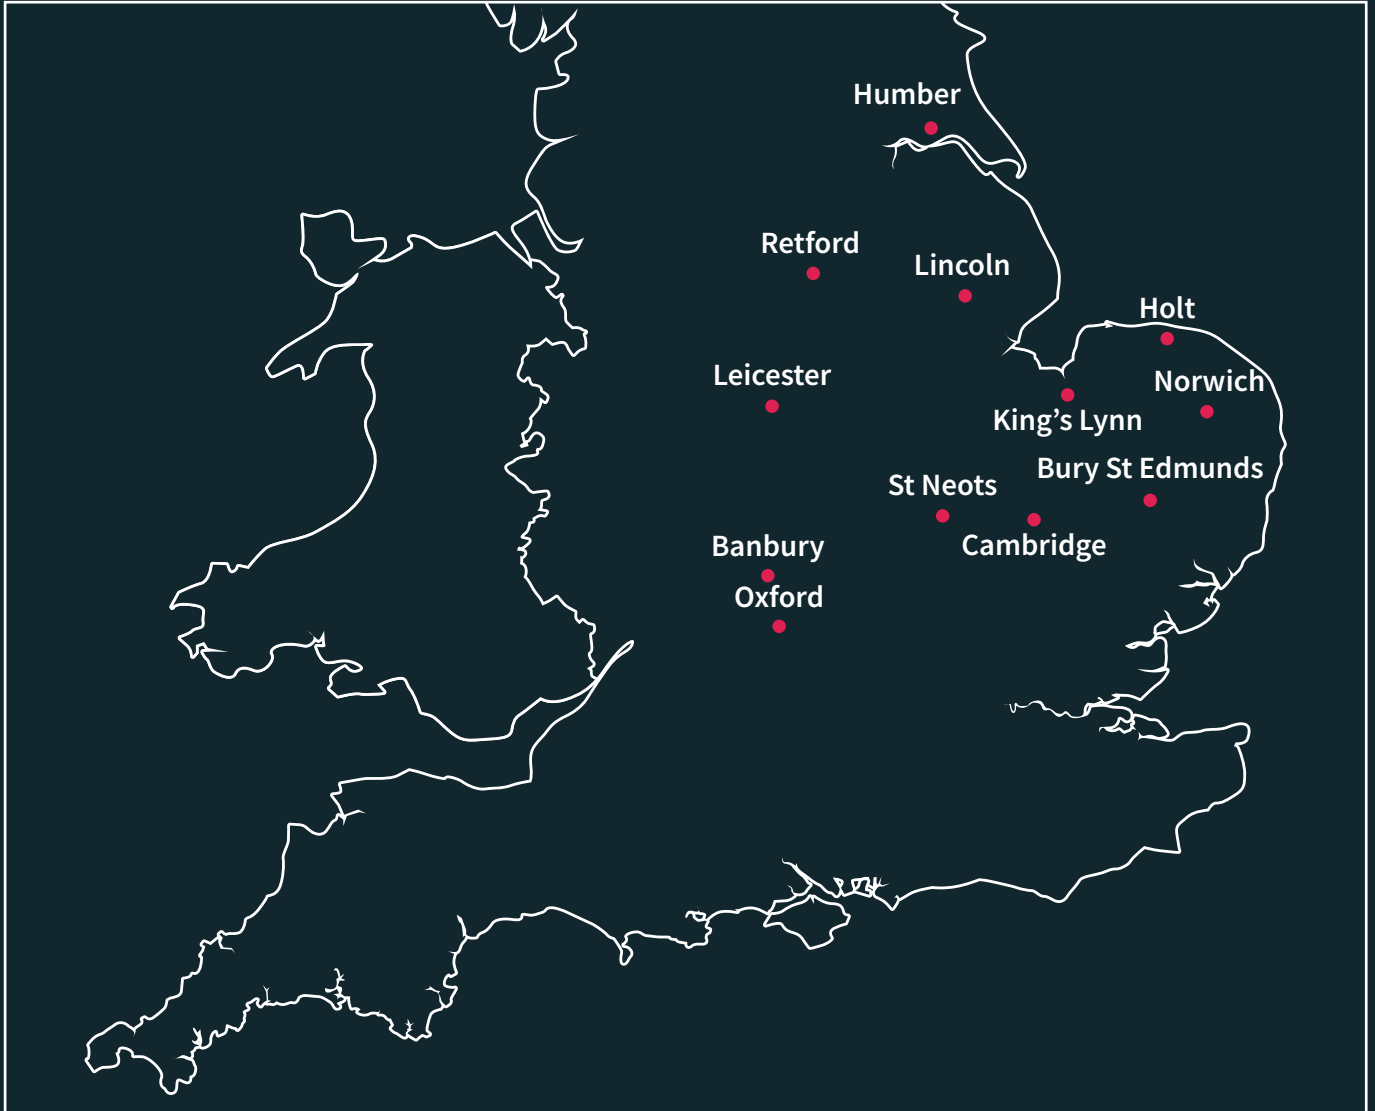 Humber
Retford
Lincoln
Holt
Leicester
Norwich
King’s Lynn
Bury St Edmunds
St Neots
Cambridge
Banbury
Oxford